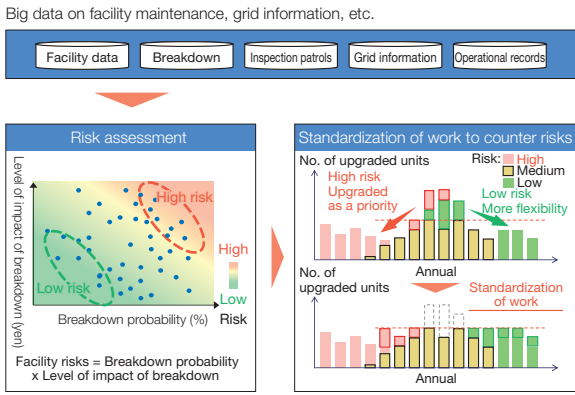 Big data on facility maintenance, grid information, etc.
Facility data
Breakdown
Inspection patrols
Grid information
Operational records
Risk assessment
Level of impact of breakdown (yen)
High risk
Low risk
High
Low
Risk
Breakdown probability (%)
Facility risks = Breakdown probability
x Level of impact of breakdown
Standardization of work to counter risks
No. of upgraded units
Risk:
High
Medium
Low
High risk
Upgraded
as a priority
Low risk
More flexibility
Annual
No. of
upgraded units
Standardization
of work
Annual